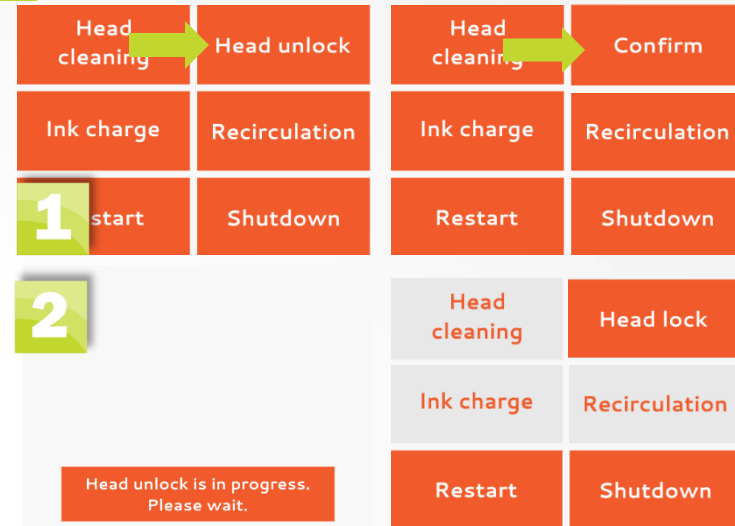 Head
cleaning
Head unlock
Head
cleaning
Confirm
Ink charge
Recirculation
Ink charge
Recirculation
1
start
Shutdown
Restart
Shutdown
2
Head
cleaning
Head lock
Ink charge
Recirculation
Head unlock is in progress.
Please wait.
Restart
Shutdown